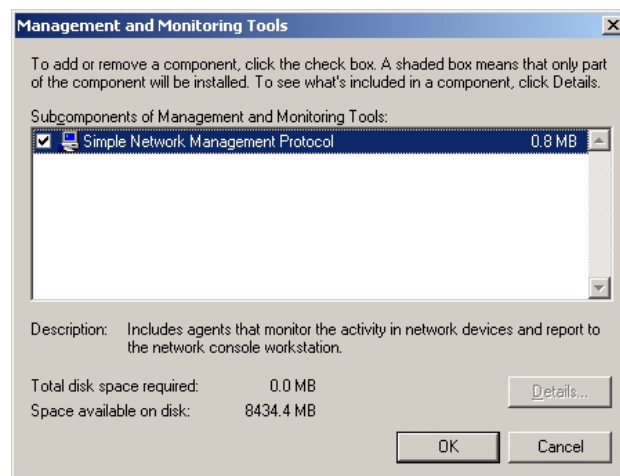 Management and Monitoring Tools
To add or remove a component, click the check box. A shaded box means that only part
of the component will be installed. To see what's included in a component, click Details.
Subcomponents of Management and Monitoring Tools:
Simple Network Management Protocol 0.8 MB
Description: Includes agents that monitor the activity in network devices and report to
the network console workstation.
Total disk space required: 0.0 MB
Space available on disk: 8434.4 MB
Details...
OK Cancel